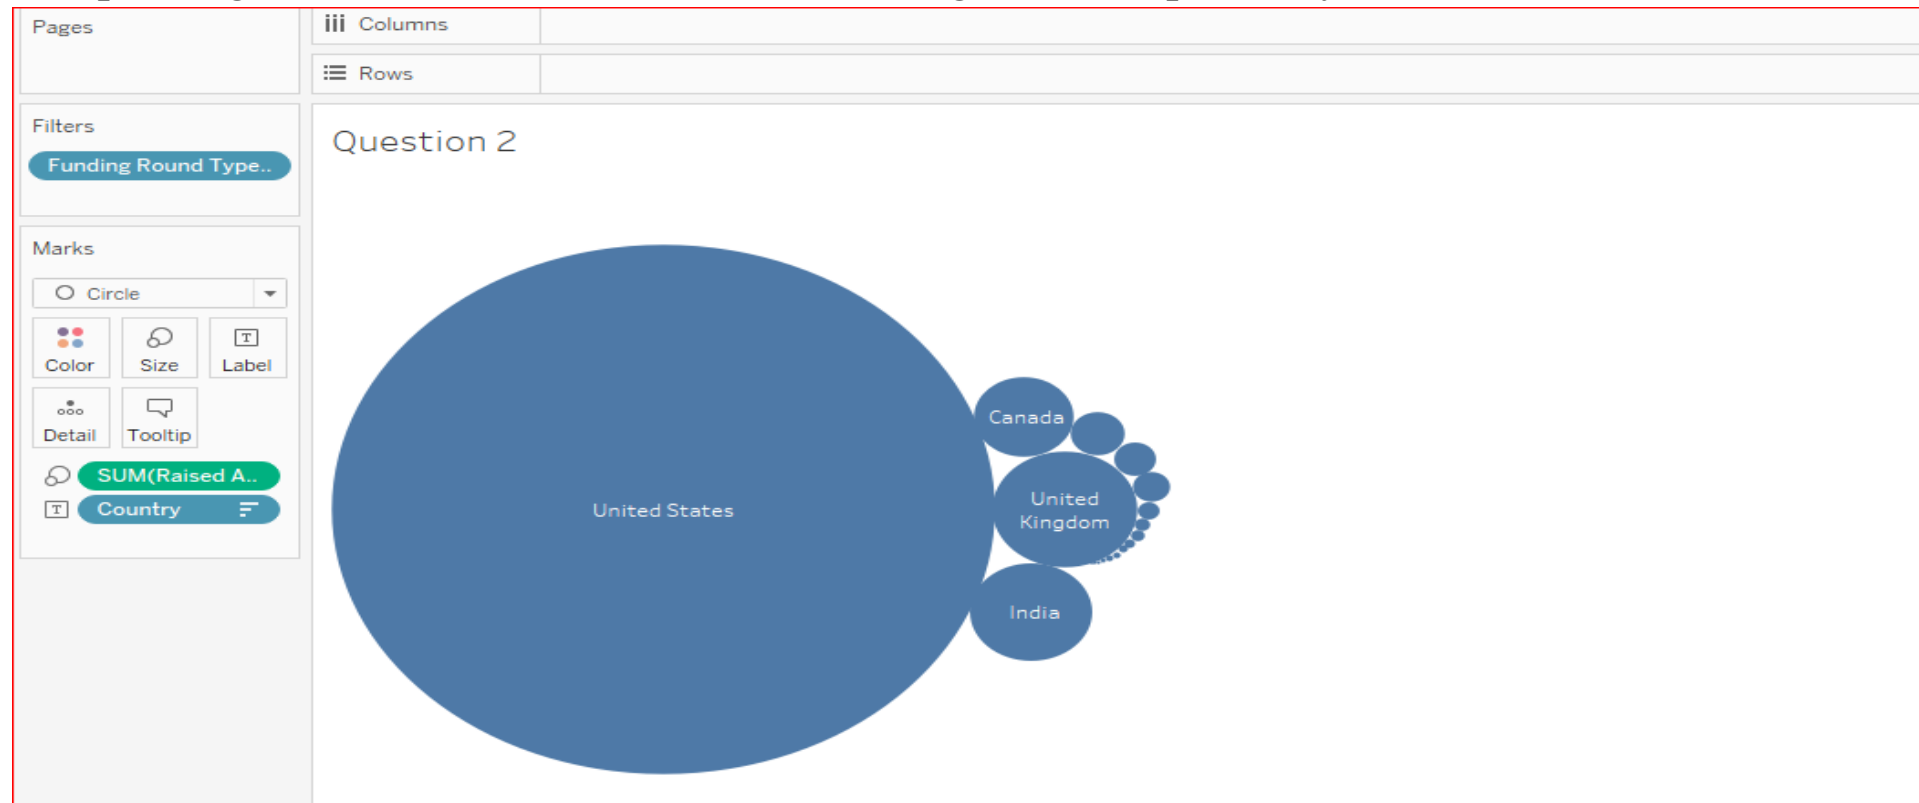 Pages
iii Columns
Rows
Filters
Funding Round Type..
Question 2
Marks
Circle
Color
Size
T
Label
Detail
Tooltip
SUM(Raised A..
T
Country
United States
Canada
United
Kingdom
India